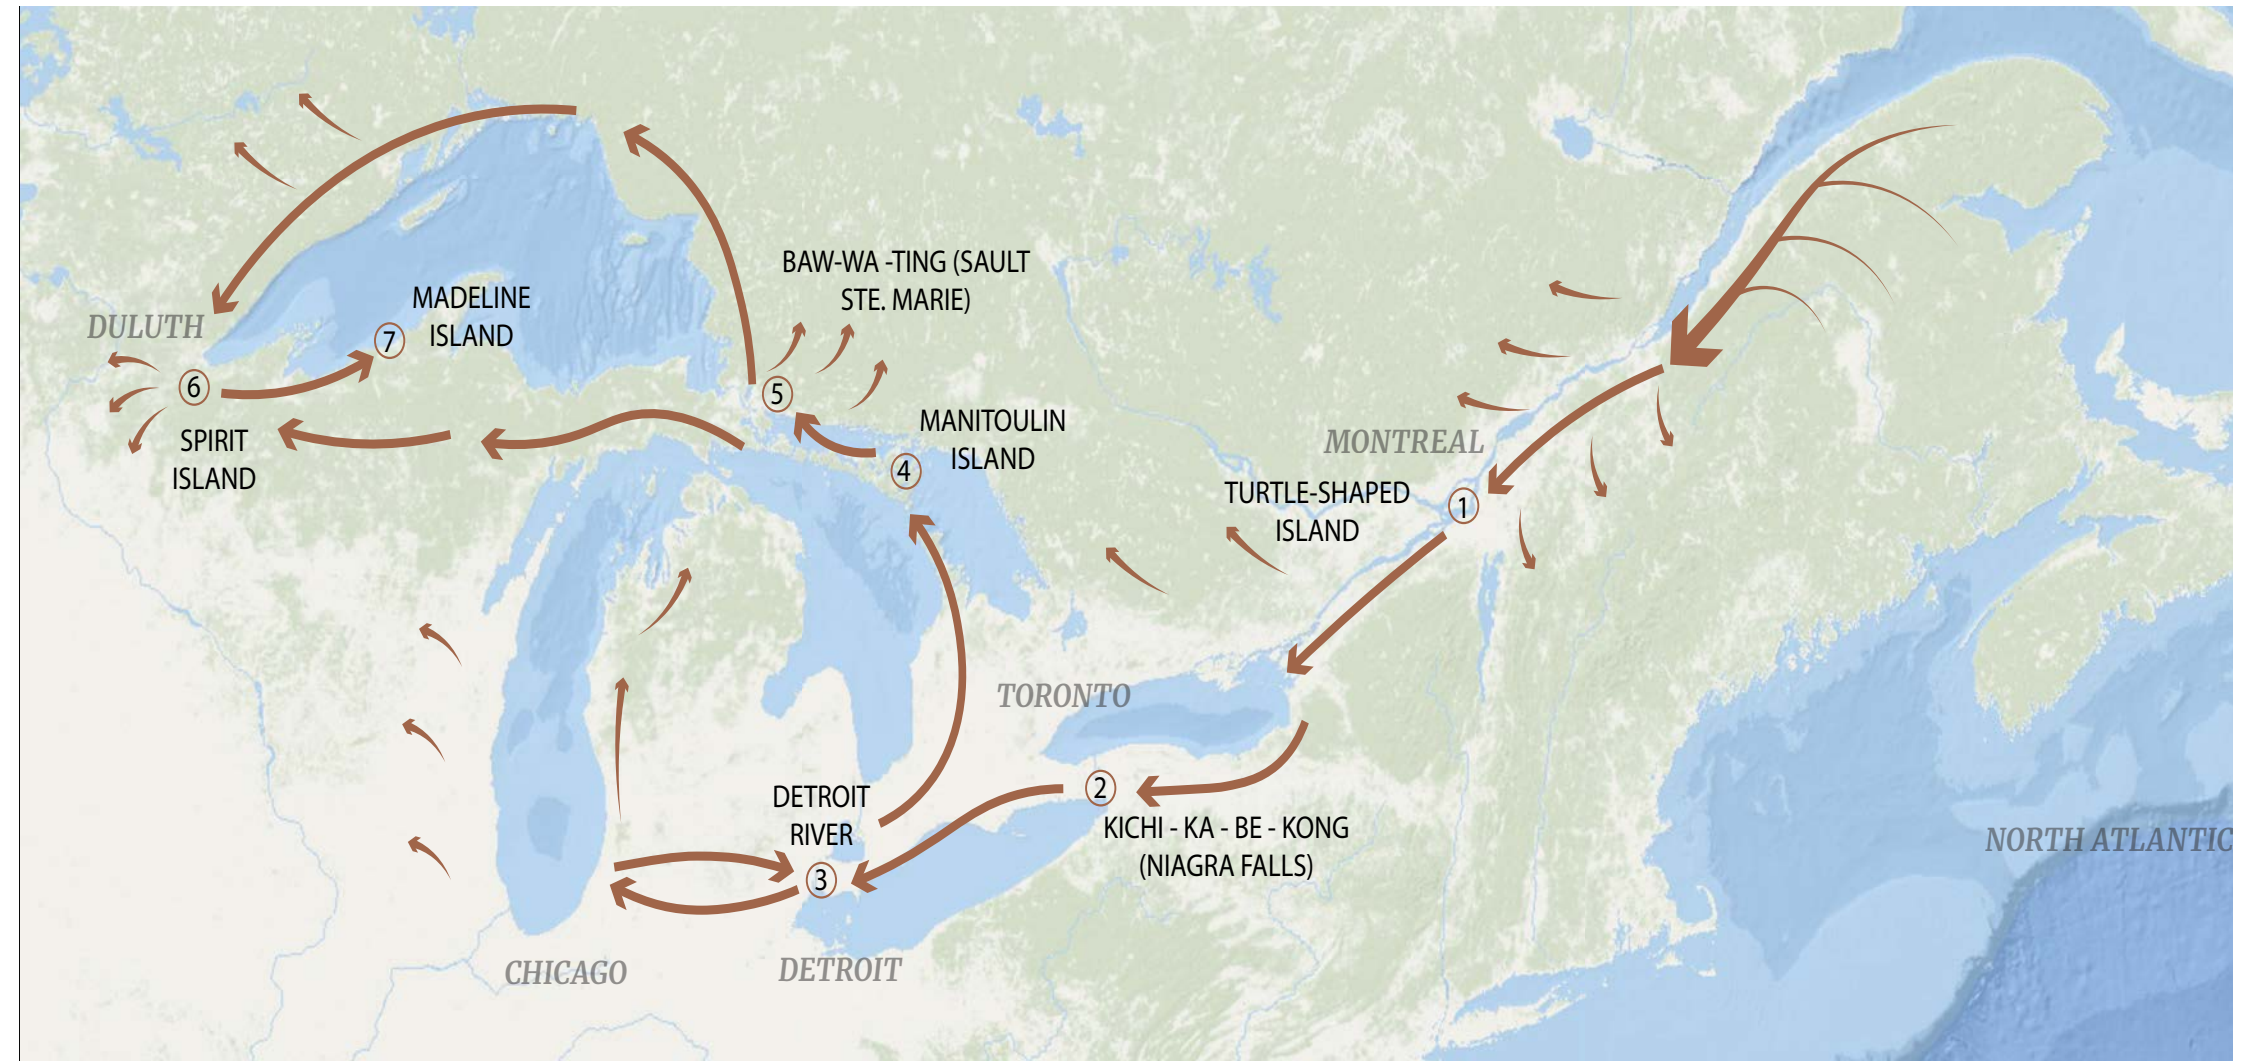 BAW-WA -TING (SAULT
STE. MARIE)
MADELINE
ISLAND
DULUTH
7
6
5
SPIRIT
ISLAND
MANITOULIN
ISLAND
4
MONTREAL
TURTLE-SHAPED
ISLAND
1
TORONTO
DETROIT
RIVER
3
2
KICHI - KA - BE - KONG
(NIAGRA FALLS)
NORTH ATLANTIC
CHICAGO
DETROIT